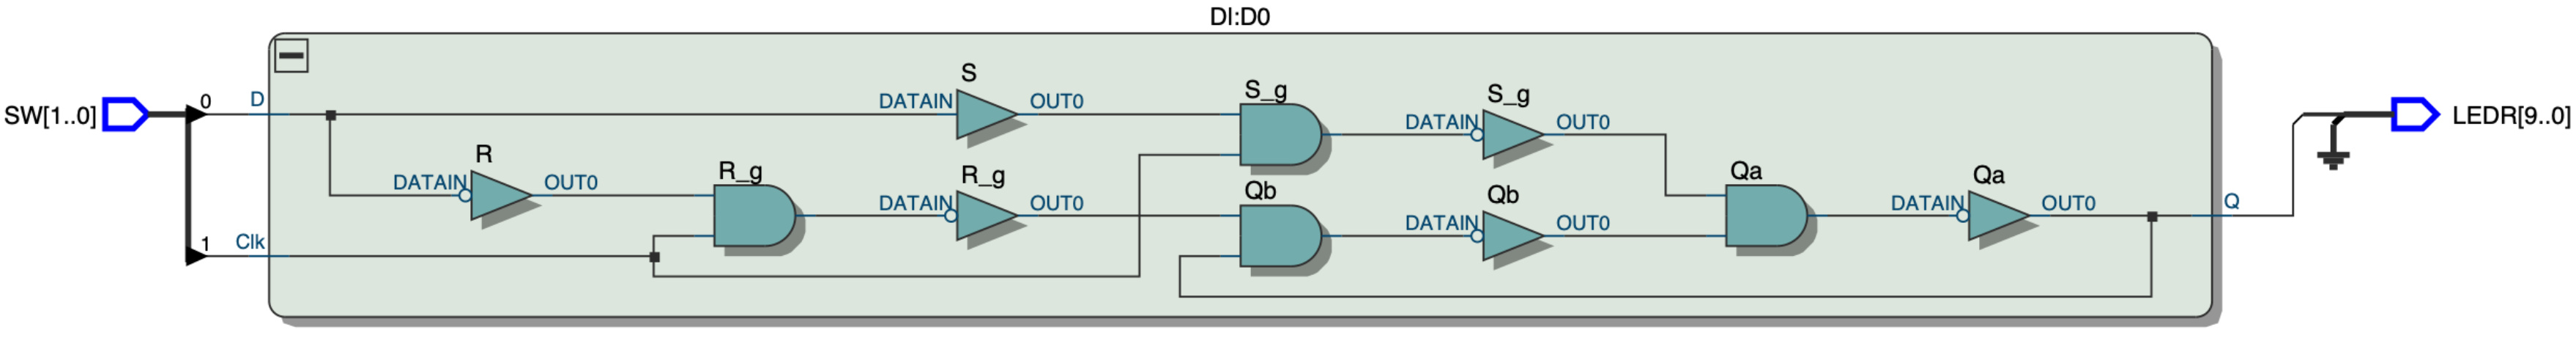 DI:D0
SW[1..0]
0
D
DATAIN
S
OUT0
S_g
DATAIN
S_g
OUT0
LEDR[9..0]
DATAIN
R
OUT0
R_g
DATAIN
R_g
OUT0
Qb
DATAIN
Qb
OUT0
Qa
DATAIN
Qa
OUT0
Q
1
Clk